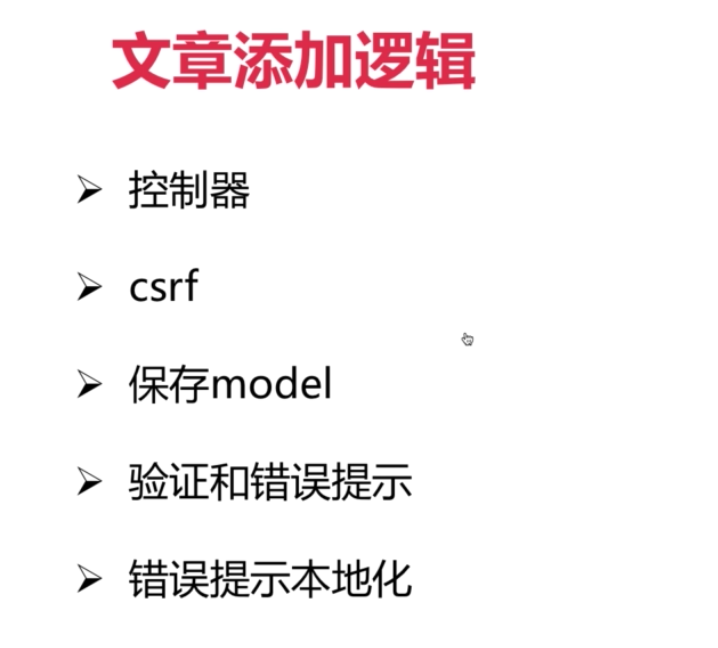 文章添加逻辑
控制器
csrf
保存model
验证和错误提示
错误提示本地化